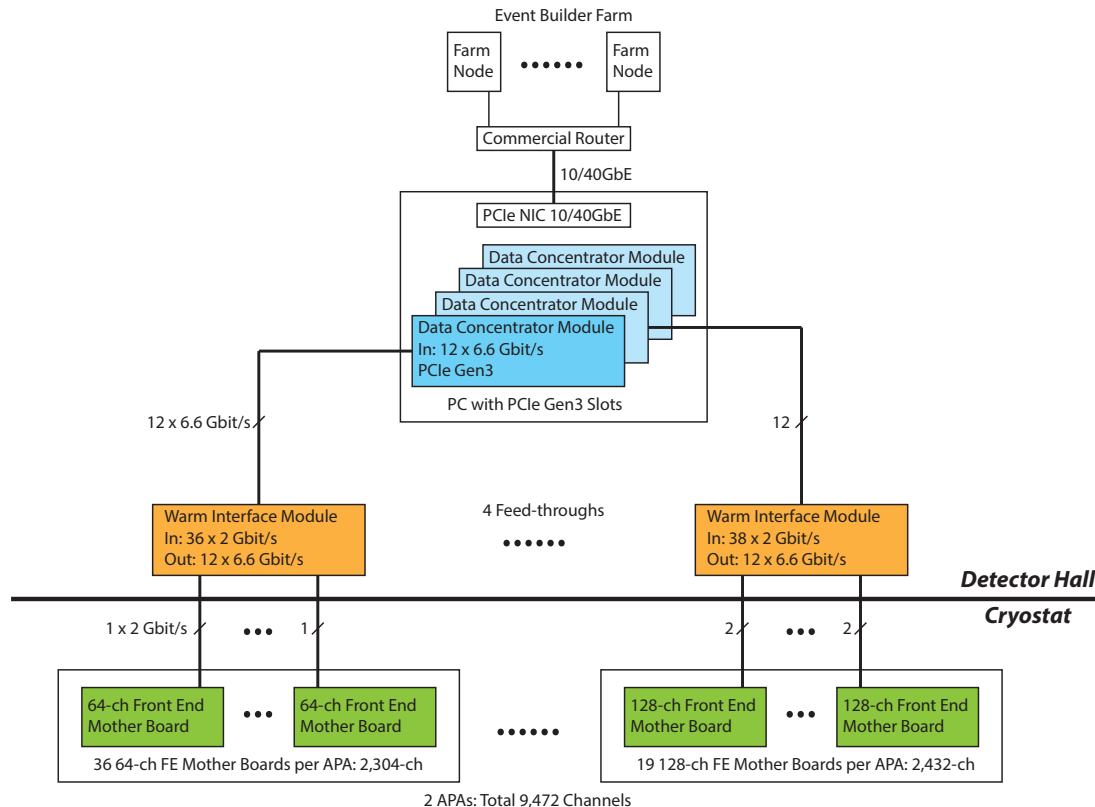 Event Builder Farm
Farm
Node
Farm
Node
Commercial Router
10/40GbE
PCIe NIC 10/40GbE
Data Concentrator Module
Data Concentrator Module
Data Concentrator Module
Data Concentrator Module
In: 12 x 6.6 Gbit/s
PCIe Gen3
PC with PCIe Gen3 Slots
12 x 6.6 Gbit/s
12
Warm Interface Module
In: 36 x 2 Gbit/s
Out: 12 x 6.6 Gbit/s
4 Feed-throughs
Warm Interface Module
In: 38 x 2 Gbit/s
Out: 12 x 6.6 Gbit/s
Detector Hall
Cryostat
1 x 2 Gbit/s
1
2
2
64-ch Front End
Mother Board
64-ch Front End
Mother Board
128-ch Front End
Mother Board
128-ch Front End
Mother Board
36 64-ch FE Mother Boards per APA: 2,304-ch
19 128-ch FE Mother Boards per APA: 2,432-ch
2 APAs: Total 9,472 Channels